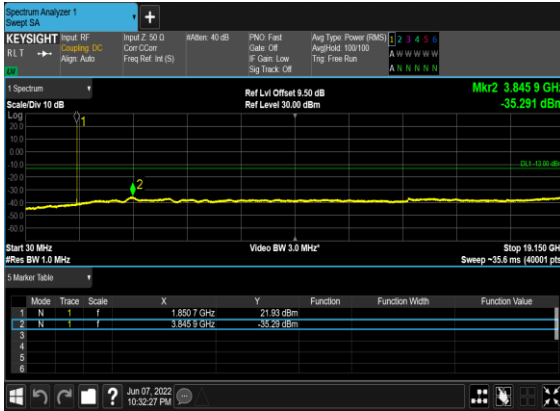 Spectrum Analyzer 1
Swept SA
+
KEYSIGHT Input: RF Input Z: 50 Ω #Atten: 40 dB PNO: Fast Avg Type: Power (RMS) 1 2 3 4 5 6
RLT Coupling: DC Corr CCorr Gate: Off Avg|Hold: 100/100 A W W W W W
Align: Auto Freq Ref: Int (S) IF Gain: Low Trig: Free Run
Sig Track: Off A N N N N N
1 Spectrum
Scale/Div 10 dB
Ref Lvl Offset 9.50 dB
Ref Level 30.00 dBm
Mkr2 3.845 9 GHz
-35.291 dBm
Log
20.0
10.0
0.00
-10.0
-20.0
-30.0
-40.0
-50.0
-60.0
1
2
DL1 -13.00 dBm
Start 30 MHz Video BW 3.0 MHz* Stop 19.150 GHz
#Res BW 1.0 MHz Sweep ~35.6 ms (40001 pts)
5 Marker Table
Mode Trace Scale X Y Function Function Width Function Value
1 N 1 f 1.850 7 GHz 21.93 dBm
2 N 1 f 3.845 9 GHz -35.29 dBm
3
4
5
6
? Jun 07, 2022
10:32:27 PM